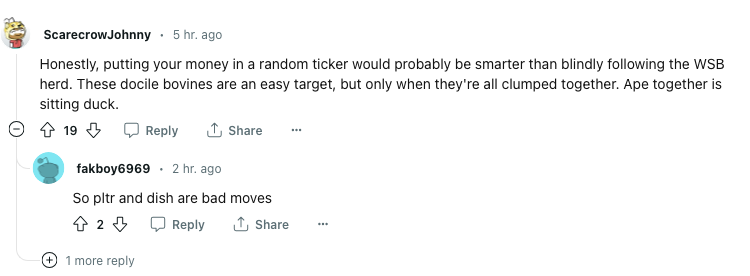 ScarecrowJohnny • 5 hr. ago
Honestly, putting your money in a random ticker would probably be smarter than blindly following the WSB
herd. These docile bovines are an easy target, but only when they're all clumped together. Ape together is
sitting duck.
19 Reply Share ...
fakboy6969 • 2 hr. ago
So pltr and dish are bad moves
2 Reply Share ...
1 more reply